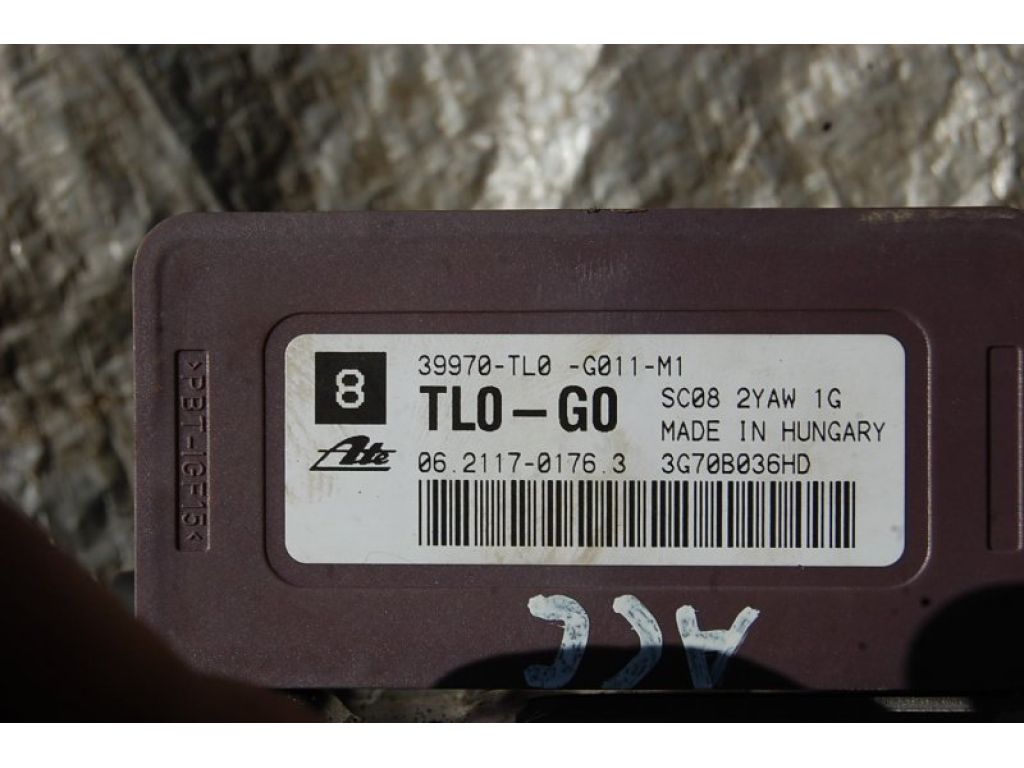 8
39970-TL0 -G011-M1
TL0-G0
SC08 2YAW 1G
MADE IN HUNGARY
Ate
06.2117-0176.3
3G70B036HD
>PBT-IGF15<
ACC